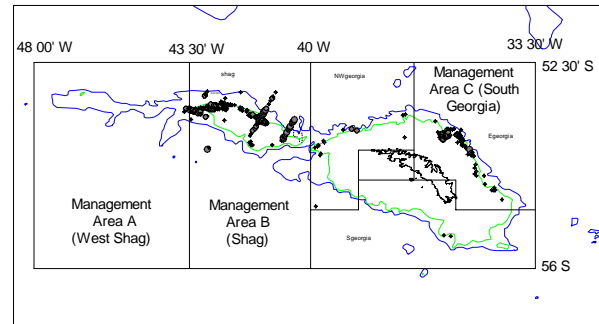 48 00' W
43 30' W
40 W
33 30' W
52 30' S
shag
NWgeorgia
Management
Area C (South
Georgia)
Egeorgia
Management
Area A
(West Shag)
Management
Area B
(Shag)
Sgeorgia
56 S